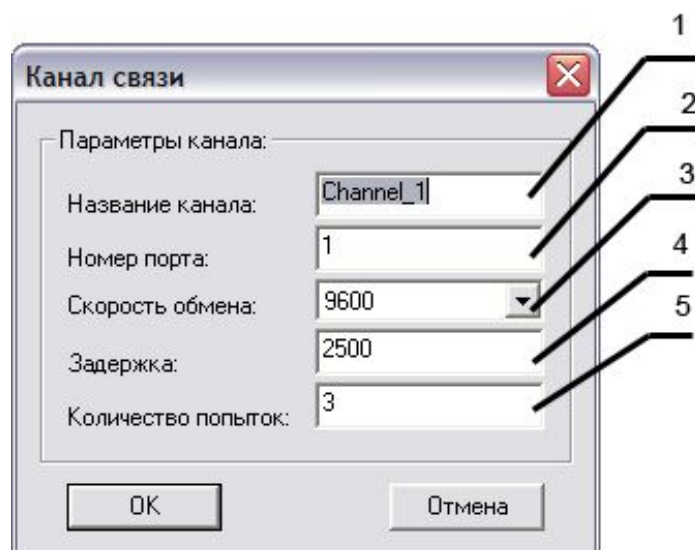 1
Канал связи
2
Параметры канала:
3
Название канала: Channel_1
Номер порта: 1
4
Скорость обмена: 9600
5
Задержка: 2500
Количество попыток: 3
OK Отмена